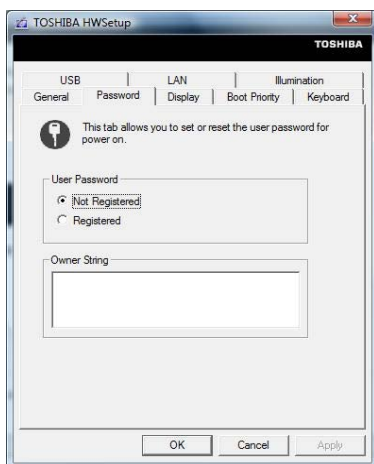 TOSHIBA HWSetup
TOSHIBA
USB LAN Illumination
General Password Display Boot Priority Keyboard
This tab allows you to set or reset the user password for
power on.
User Password
Not Registered
Registered
Owner String
OK Cancel Apply